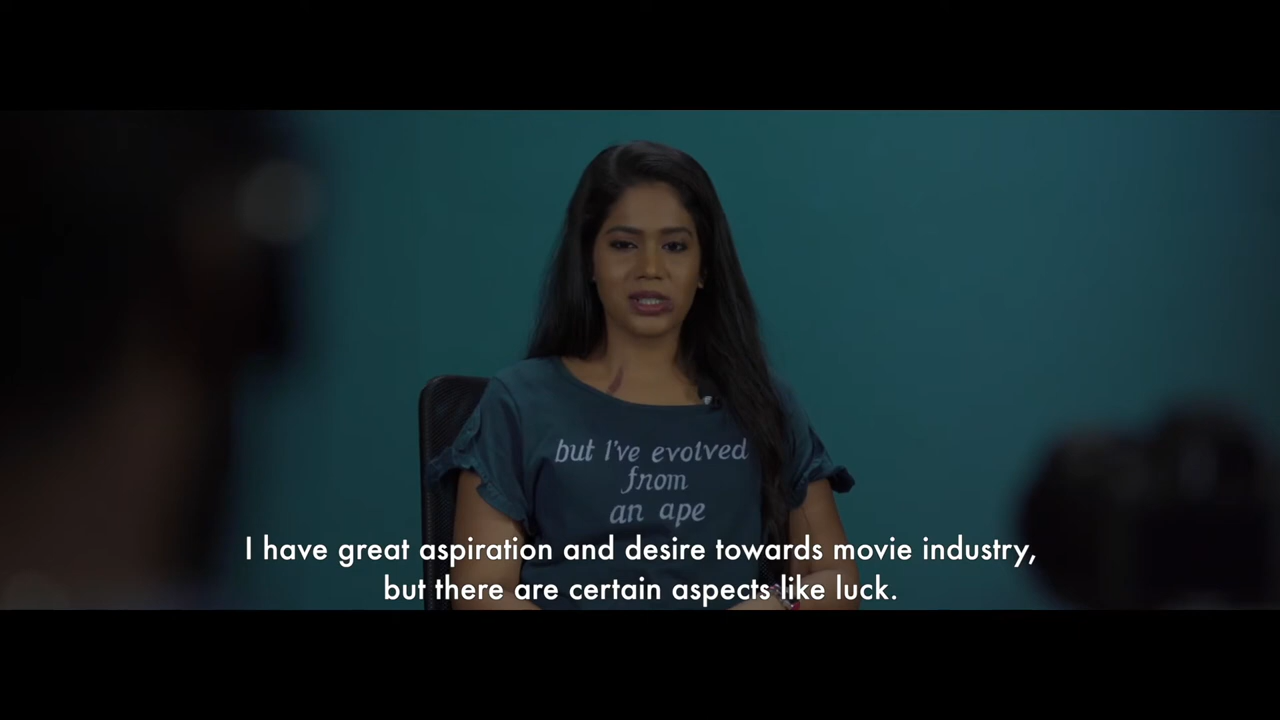 but I've evolved
fnom
an ape
I have great aspiration and desire towards movie industry,
but there are certain aspects like luck.